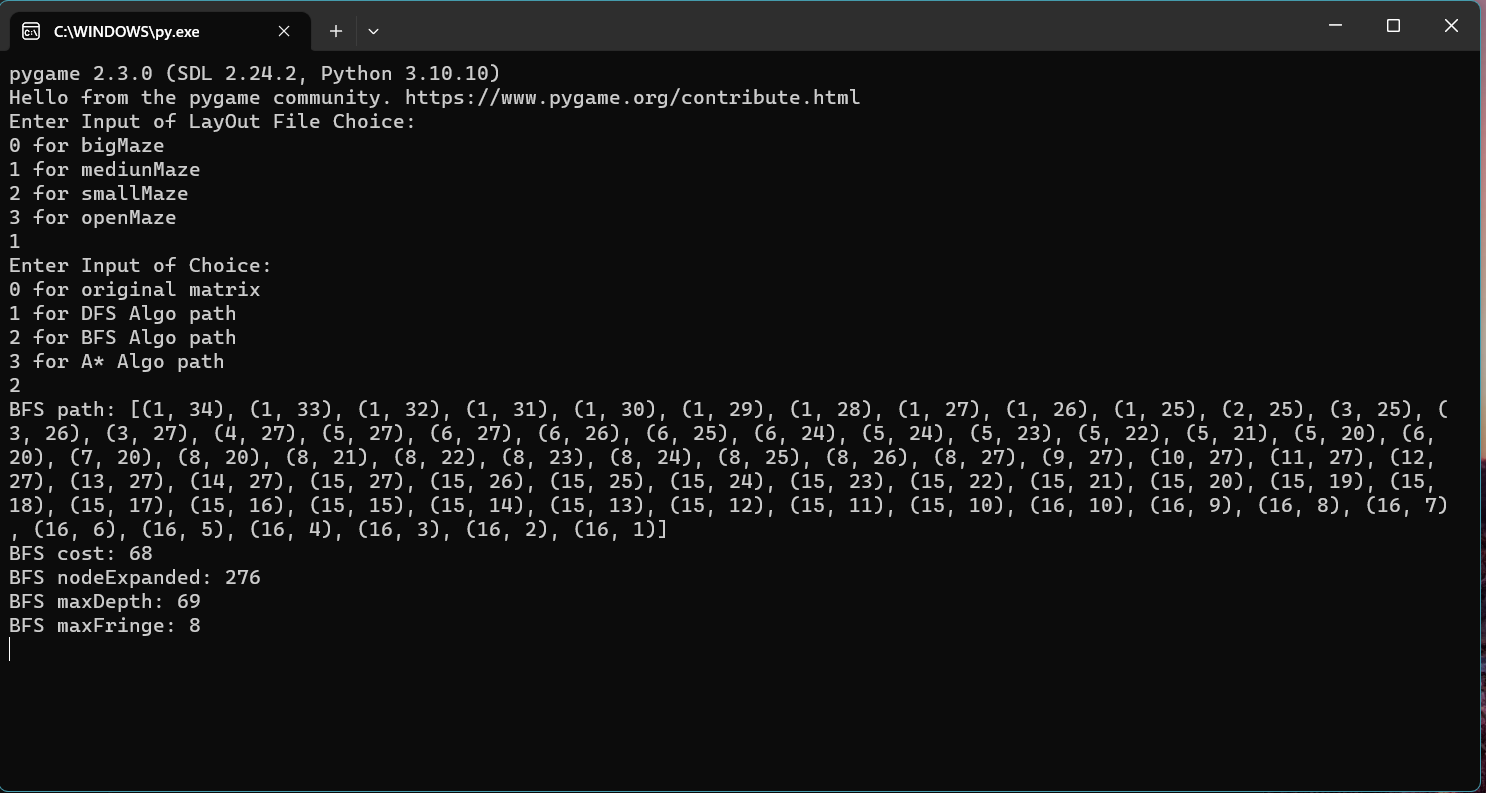 C:\WINDOWS\py.exe
pygame 2.3.0 (SDL 2.24.2, Python 3.10.10)
Hello from the pygame community. https://www.pygame.org/contribute.html
Enter Input of LayOut File Choice:
0 for bigMaze
1 for mediunMaze
2 for smallMaze
3 for openMaze
1
Enter Input of Choice:
0 for original matrix
1 for DFS Algo path
2 for BFS Algo path
3 for A* Algo path
2
BFS path: [(1, 34), (1, 33), (1, 32), (1, 31), (1, 30), (1, 29), (1, 28), (1, 27), (1, 26), (1, 25), (2, 25), (3, 25), (
3, 26), (3, 27), (4, 27), (5, 27), (6, 27), (6, 26), (6, 25), (6, 24), (5, 24), (5, 23), (5, 22), (5, 21), (5, 20), (6,
20), (7, 20), (8, 20), (8, 21), (8, 22), (8, 23), (8, 24), (8, 25), (8, 26), (8, 27), (9, 27), (10, 27), (11, 27), (12,
27), (13, 27), (14, 27), (15, 27), (15, 26), (15, 25), (15, 24), (15, 23), (15, 22), (15, 21), (15, 20), (15, 19), (15,
18), (15, 17), (15, 16), (15, 15), (15, 14), (15, 13), (15, 12), (15, 11), (15, 10), (16, 10), (16, 9), (16, 8), (16, 7)
, (16, 6), (16, 5), (16, 4), (16, 3), (16, 2), (16, 1)]
BFS cost: 68
BFS nodeExpanded: 276
BFS maxDepth: 69
BFS maxFringe: 8